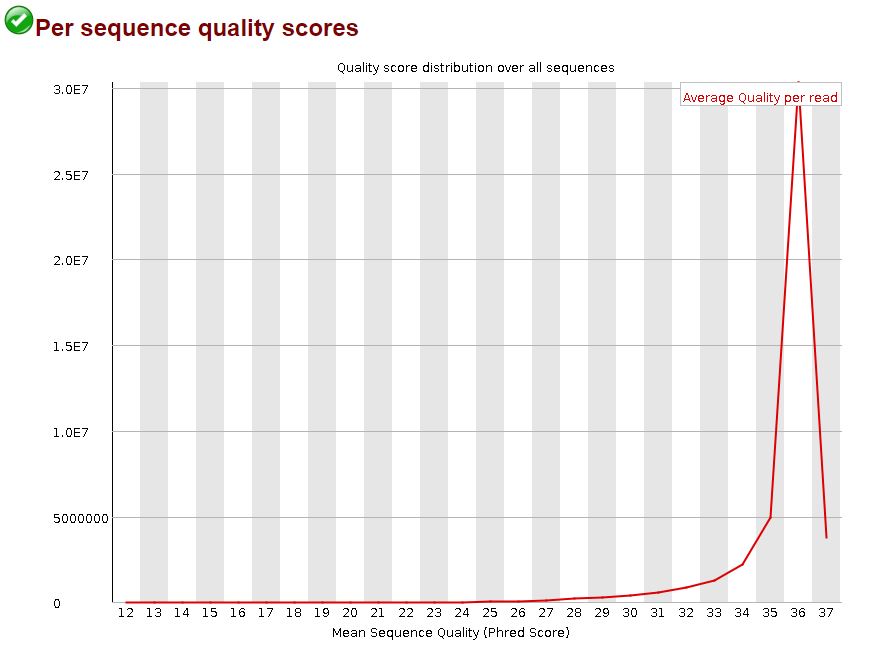 Per sequence quality scores
Quality score distribution over all sequences
Average Quality per read
3.0E7
2.5E7
2.0E7
1.5E7
1.0E7
5000000
0
12 13 14 15 16 17 18 19 20 21 22 23 24 25 26 27 28 29 30 31 32 33 34 35 36 37
Mean Sequence Quality (Phred Score)